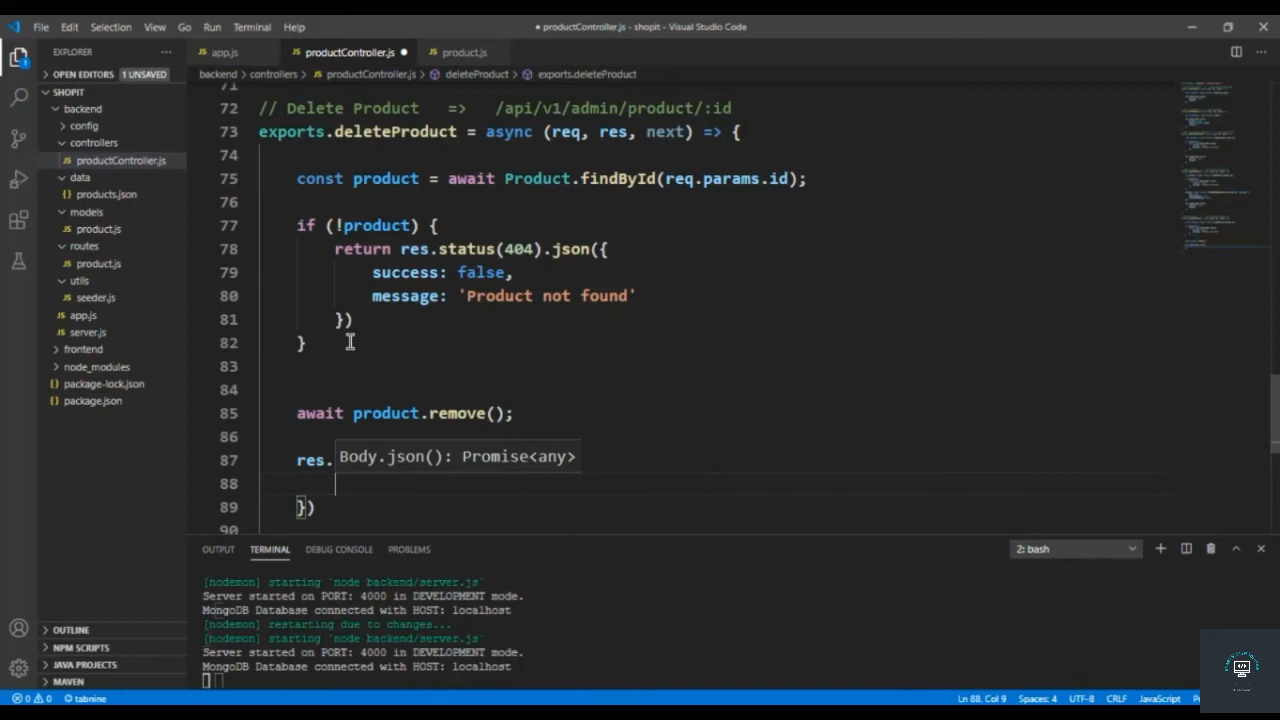 File Edit Selection View Go Run Terminal Help
● productController.js - shopit - Visual Studio Code
EXPLORER
OPEN EDITORS 1 UNSAVED
SHOPIT
backend
config
controllers
productController.js
data
products.json
models
product.js
routes
product.js
utils
seeder.js
app.js
server.js
frontend
node_modules
package-lock.json
package.json
OUTLINE
NPM SCRIPTS
JAVA PROJECTS
MAVEN
app.js productController.js ● product.js
backend > controllers > productController.js > deleteProduct > exports.deleteProduct
71
72 // Delete Product => /api/v1/admin/product/:id
73 exports.deleteProduct = async (req, res, next) => {
74
75 const product = await Product.findById(req.params.id);
76
77 if (!product) {
78 return res.status(404).json({
79 success: false,
80 message: 'Product not found'
81 })
82 }
83
84
85 await product.remove();
86
87 res. Body.json(): Promise<any>
88
89 })
90
OUTPUT TERMINAL DEBUG CONSOLE PROBLEMS 2: bash
[nodemon] starting `node backend/server.js`
Server started on PORT: 4000 in DEVELOPMENT mode.
MongoDB Database connected with HOST: localhost
[nodemon] restarting due to changes...
[nodemon] starting `node backend/server.js`
Server started on PORT: 4000 in DEVELOPMENT mode.
MongoDB Database connected with HOST: localhost
0 0 tabnine Ln 88, Col 9 Spaces: 4 UTF-8 CRLF JavaScript